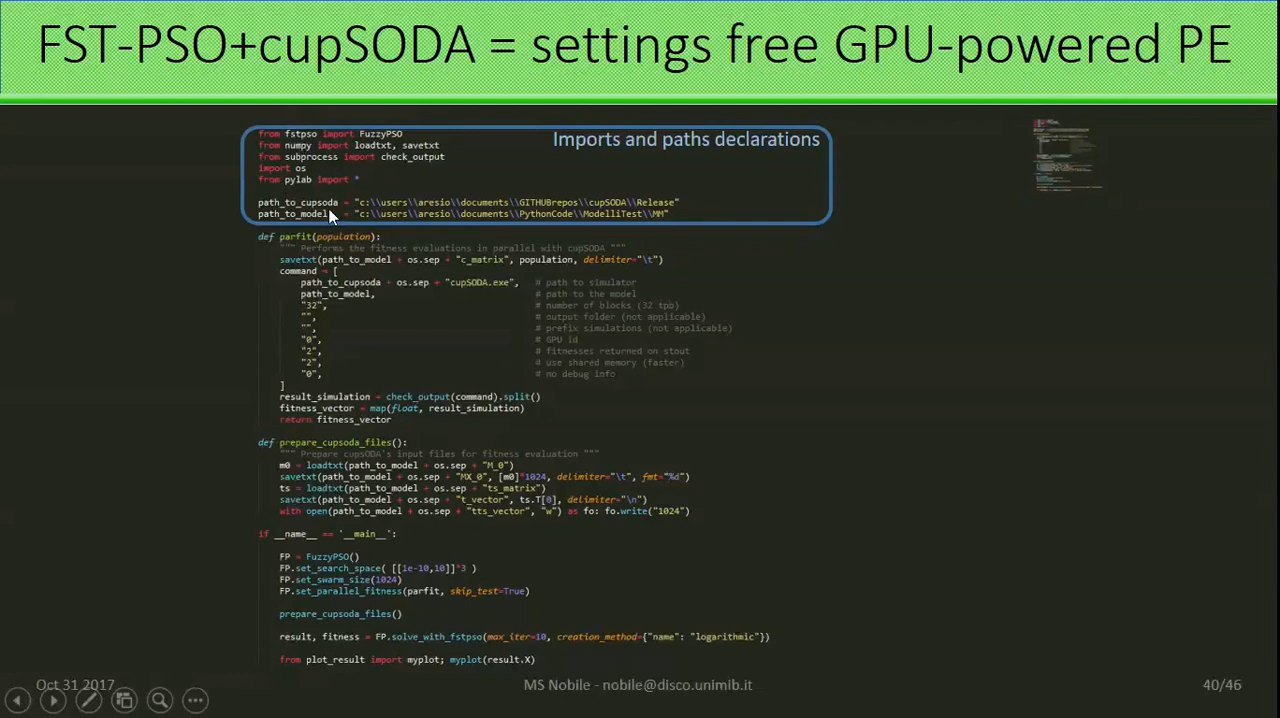 FST-PSO+cupSODA = settings free GPU-powered PE
Imports and paths declarations
from fstpso import FuzzyPSO
from numpy import loadtxt, savetxt
from subprocess import check_output
import os
from pylab import *
path_to_cupsoda = "c:\\users\\aresio\\documents\\GITHUBrepos\\cupSODA\\Release"
path_to_model = "c:\\users\\aresio\\documents\\PythonCode\\ModelliTest\\MM"
def parfit(population):
""" Performs the fitness evaluations in parallel with cupSODA """
savetxt(path_to_model + os.sep + "c_matrix", population, delimiter="\t")
command = [
path_to_cupsoda + os.sep + "cupSODA.exe", # path to simulator
path_to_model, # path to the model
"32", # number of blocks (32 tpb)
"", # output folder (not applicable)
"", # prefix simulations (not applicable)
"0", # GPU id
"2", # fitnesses returned on stout
"2", # use shared memory (faster)
"0", # no debug info
]
result_simulation = check_output(command).split()
fitness_vector = map(float, result_simulation)
return fitness_vector
def prepare_cupsoda_files():
""" Prepare cupsODA's input files for fitness evaluation """
m0 = loadtxt(path_to_model + os.sep + "M_0")
savetxt(path_to_model + os.sep + "MX_0", [m0]*1024, delimiter="\t", fmt="%d")
ts = loadtxt(path_to_model + os.sep + "ts_matrix")
savetxt(path_to_model + os.sep + "t_vector", ts.T[0], delimiter="\n")
with open(path_to_model + os.sep + "tts_vector", "w") as fo: fo.write("1024")
if __name__ == '__main__':
FP = FuzzyPSO()
FP.set_search_space( [[1e-10,10]]*3 )
FP.set_swarm_size(1024)
FP.set_parallel_fitness(parfit, skip_test=True)
prepare_cupsoda_files()
result, fitness = FP.solve_with_fstpso(max_iter=10, creation_method={"name": "logarithmic"})
from plot_result import myplot; myplot(result.X)
Oct 31 2017
MS Nobile - nobile@disco.unimib.it
40/46